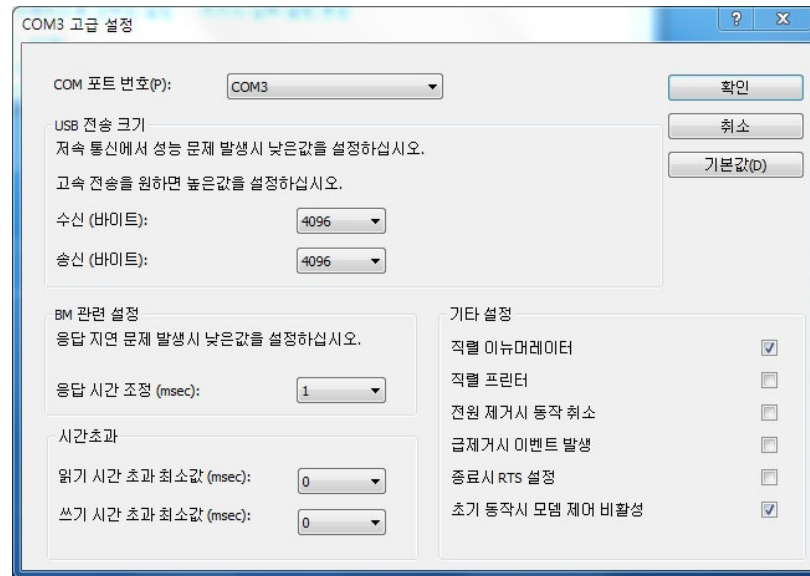 COM3 고급 설정
COM 포트 번호(P):
COM3
확인
취소
기본값(D)
USB 전송 크기
저속 통신에서 성능 문제 발생시 낮은값을 설정하십시오.
고속 전송을 원하면 높은값을 설정하십시오.
수신 (바이트):
4096
송신 (바이트):
4096
BM 관련 설정
응답 지연 문제 발생시 낮은값을 설정하십시오.
응답 시간 조정 (msec):
1
시간초과
읽기 시간 초과 최소값 (msec):
0
쓰기 시간 초과 최소값 (msec):
0
기타 설정
직렬 이뉴머레이터
직렬 프린터
전원 제거시 동작 취소
급제거시 이벤트 발생
종료시 RTS 설정
초기 동작시 모뎀 제어 비활성